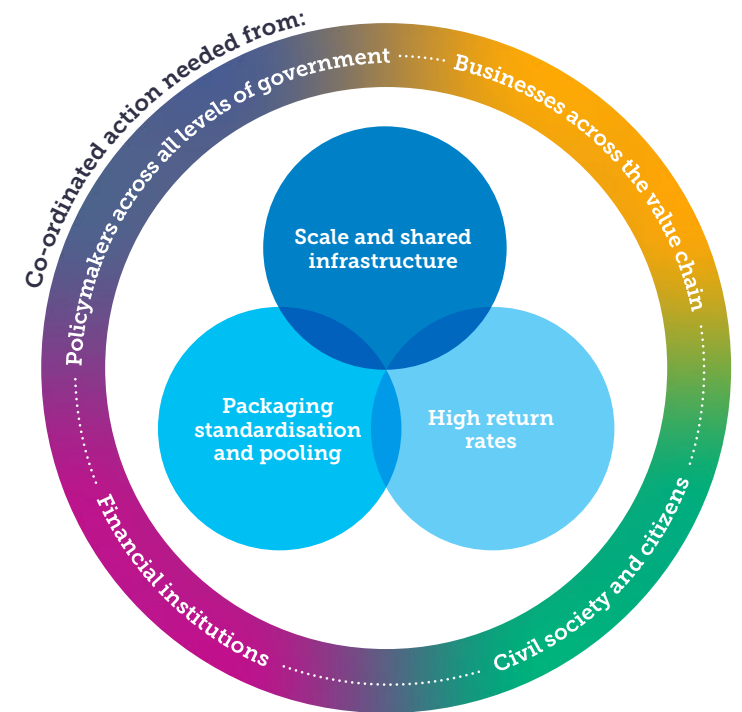 Co-ordinated action needed from:
Policymakers across all levels of government
Businesses across the value chain
Civil society and citizens
Financial institutions
Scale and shared
infrastructure
Packaging
standardisation
and pooling
High return
rates